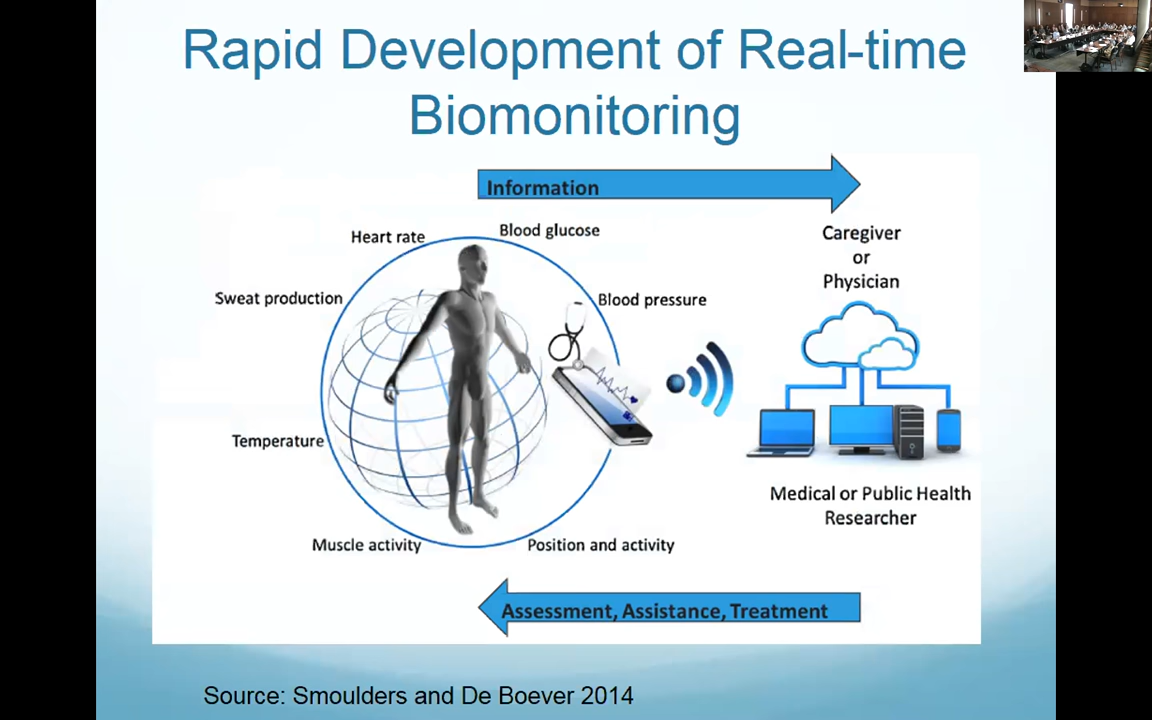 Rapid Development of Real-time
Biomonitoring
Information
Heart rate
Blood glucose
Caregiver
or
Physician
Sweat production
Blood pressure
Temperature
Medical or Public Health
Researcher
Muscle activity
Position and activity
Assessment, Assistance, Treatment
Source: Smoulders and De Boever 2014